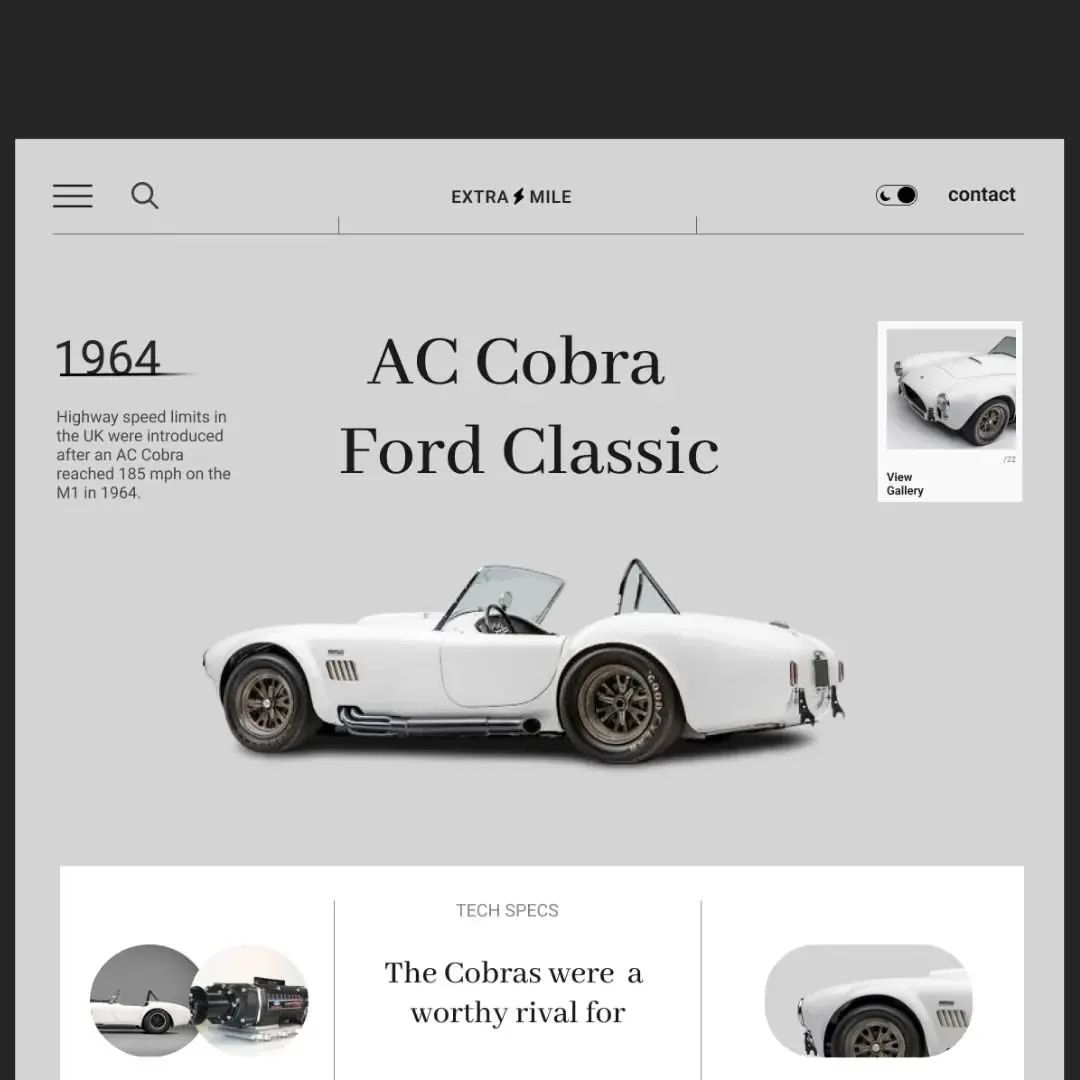 EXTRA MILE
contact
1964
Highway speed limits in
the UK were introduced
after an AC Cobra
reached 185 mph on the
M1 in 1964.
AC Cobra
Ford Classic
/22
View
Gallery
GOOD YEAR
TECH SPECS
The Cobras were a
worthy rival for